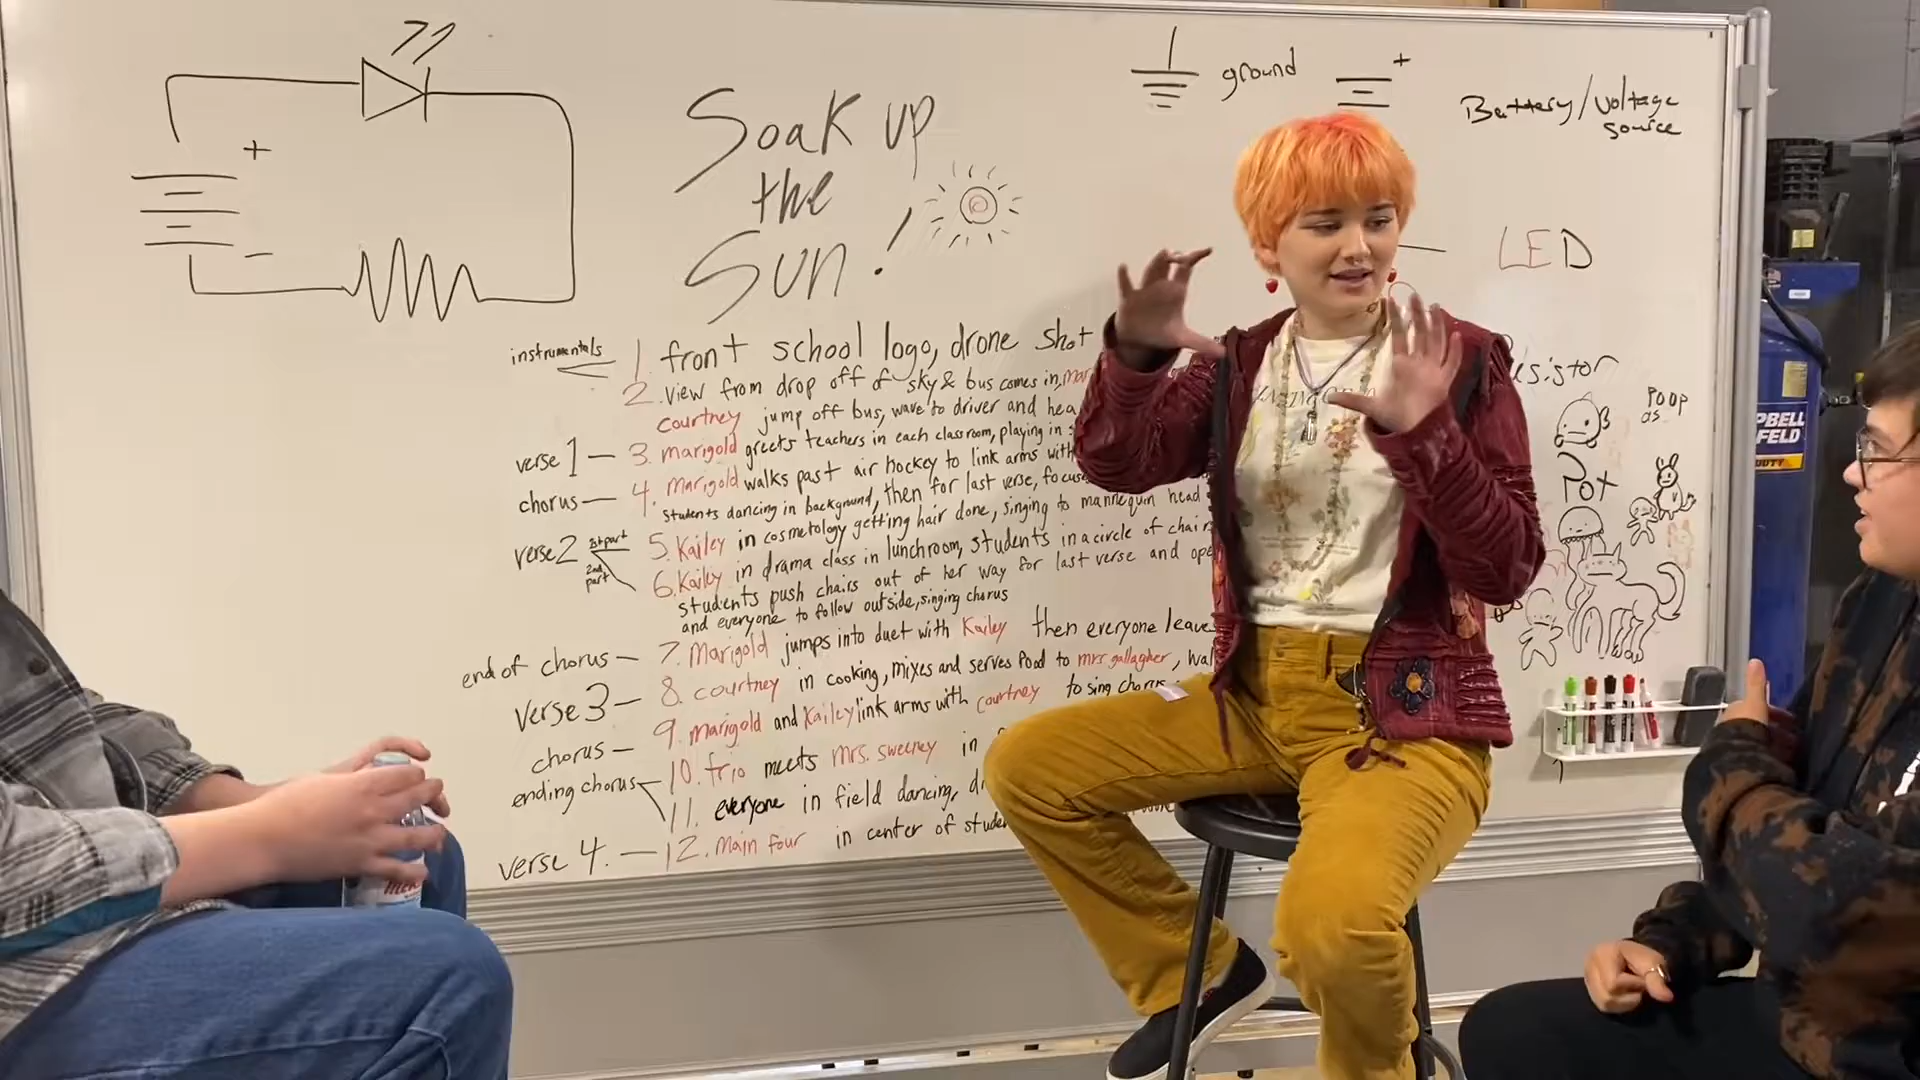 +
-
Soak up
the
Sun!
ground
+
Battery/Voltage
source
LED
instrumentals
1. front school logo, drone shot
2. view from drop off of sky & bus comes in,
courtney jump off bus, wave to driver and
verse 1 — 3. marigold greets teachers in each classroom, playing in
chorus — 4. marigold walks past air hockey to link arms with
students dancing in background, then for last verse,
verse 2 1st part 5. Kailey in cosmetology getting hair done, singing to mannequin head
2nd part 6. Kailey in drama class in lunchroom, students in a circle of
students push chairs out of her way for last verse and
and everyone to follow outside, singing chorus
end of chorus — 7. Marigold jumps into duet with Kailey then everyone
verse 3 — 8. courtney in cooking, mixes and serves food to mrs gallagher,
chorus — 9. marigold and Kailey link arms with courtney to sing chorus
ending chorus 10. trio meets mrs. sweeney in
11. everyone in field dancing,
verse 4. — 12. main four in center of
Poop
as
Pot
PBELL
FELD
DUTY